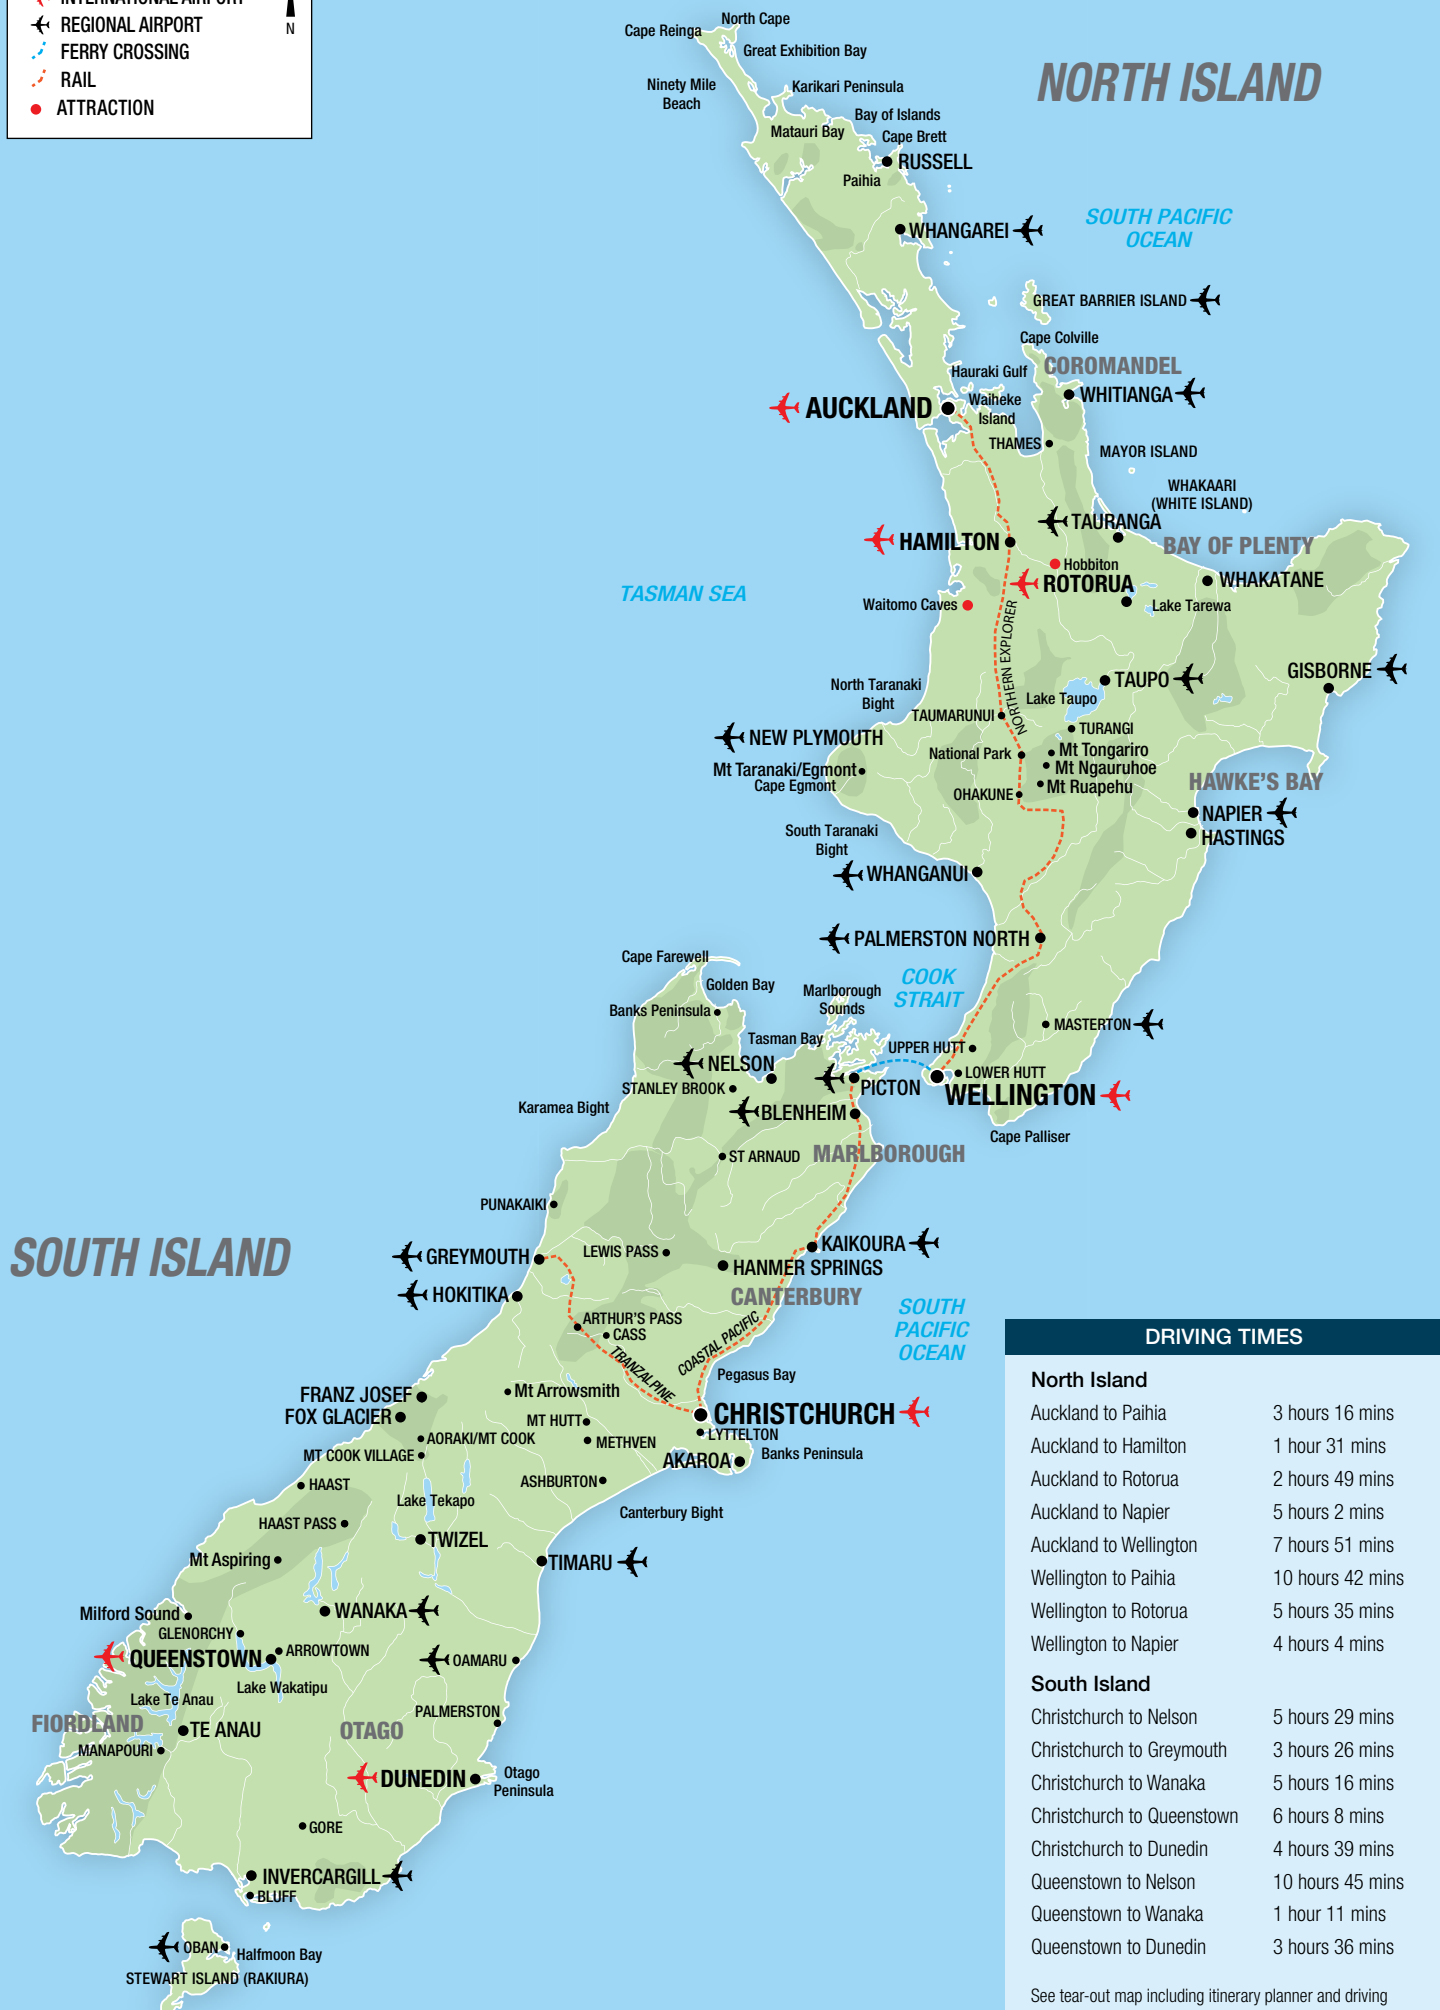 INTERNATIONAL AIRPORT
REGIONAL AIRPORT
N
FERRY CROSSING
RAIL
ATTRACTION
NORTH ISLAND
North Cape
Cape Reinga
Great Exhibition Bay
Ninety Mile
Beach
Karikari Peninsula
Bay of Islands
Matauri Bay
Cape Brett
RUSSELL
Paihia
WHANGAREI
SOUTH PACIFIC
OCEAN
GREAT BARRIER ISLAND
Cape Colville
COROMANDEL
Hauraki Gulf
WHITIANGA
AUCKLAND
Waiheke
Island
THAMES
MAYOR ISLAND
WHAKAARI
(WHITE ISLAND)
TAURANGA
HAMILTON
BAY OF PLENTY
Hobbiton
ROTORUA
WHAKATANE
TASMAN SEA
Waitomo Caves
Lake Tarewa
NORTHERN EXPLORER
GISBORNE
TAUPO
North Taranaki
Bight
Lake Taupo
TAUMARUNUI
TURANGI
NEW PLYMOUTH
National Park
Mt Tongariro
Mt Taranaki/Egmont
Mt Ngauruhoe
Cape Egmont
Mt Ruapehu
HAWKE'S BAY
OHAKUNE
NAPIER
HASTINGS
South Taranaki
Bight
WHANGANUI
PALMERSTON NORTH
Cape Farewell
COOK
STRAIT
Golden Bay
Marlborough
Sounds
Banks Peninsula
MASTERTON
Tasman Bay
UPPER HUTT
NELSON
LOWER HUTT
STANLEY BROOK
PICTON
WELLINGTON
Karamea Bight
BLENHEIM
Cape Palliser
ST ARNAUD
MARLBOROUGH
PUNAKAIKI
SOUTH ISLAND
GREYMOUTH
LEWIS PASS
KAIKOURA
HANMER SPRINGS
HOKITIKA
CANTERBURY
SOUTH
PACIFIC
OCEAN
ARTHUR'S PASS
CASS
TRANZALPINE
COASTAL PACIFIC
Pegasus Bay
FRANZ JOSEF
Mt Arrowsmith
FOX GLACIER
MT HUTT
CHRISTCHURCH
LYTTELTON
AORAKI/MT COOK
METHVEN
MT COOK VILLAGE
AKAROA
Banks Peninsula
HAAST
ASHBURTON
Lake Tekapo
Canterbury Bight
HAAST PASS
TWIZEL
Mt Aspiring
TIMARU
WANAKA
Milford Sound
GLENORCHY
ARROWTOWN
QUEENSTOWN
OAMARU
Lake Wakatipu
Lake Te Anau
PALMERSTON
FIORDLAND
TE ANAU
OTAGO
MANAPOURI
DUNEDIN
Otago
Peninsula
GORE
INVERCARGILL
BLUFF
OBAN
Halfmoon Bay
STEWART ISLAND (RAKIURA)
DRIVING TIMES
North Island
Auckland to Paihia 3 hours 16 mins
Auckland to Hamilton 1 hour 31 mins
Auckland to Rotorua 2 hours 49 mins
Auckland to Napier 5 hours 2 mins
Auckland to Wellington 7 hours 51 mins
Wellington to Paihia 10 hours 42 mins
Wellington to Rotorua 5 hours 35 mins
Wellington to Napier 4 hours 4 mins
South Island
Christchurch to Nelson 5 hours 29 mins
Christchurch to Greymouth 3 hours 26 mins
Christchurch to Wanaka 5 hours 16 mins
Christchurch to Queenstown 6 hours 8 mins
Christchurch to Dunedin 4 hours 39 mins
Queenstown to Nelson 10 hours 45 mins
Queenstown to Wanaka 1 hour 11 mins
Queenstown to Dunedin 3 hours 36 mins
See tear-out map including itinerary planner and driving